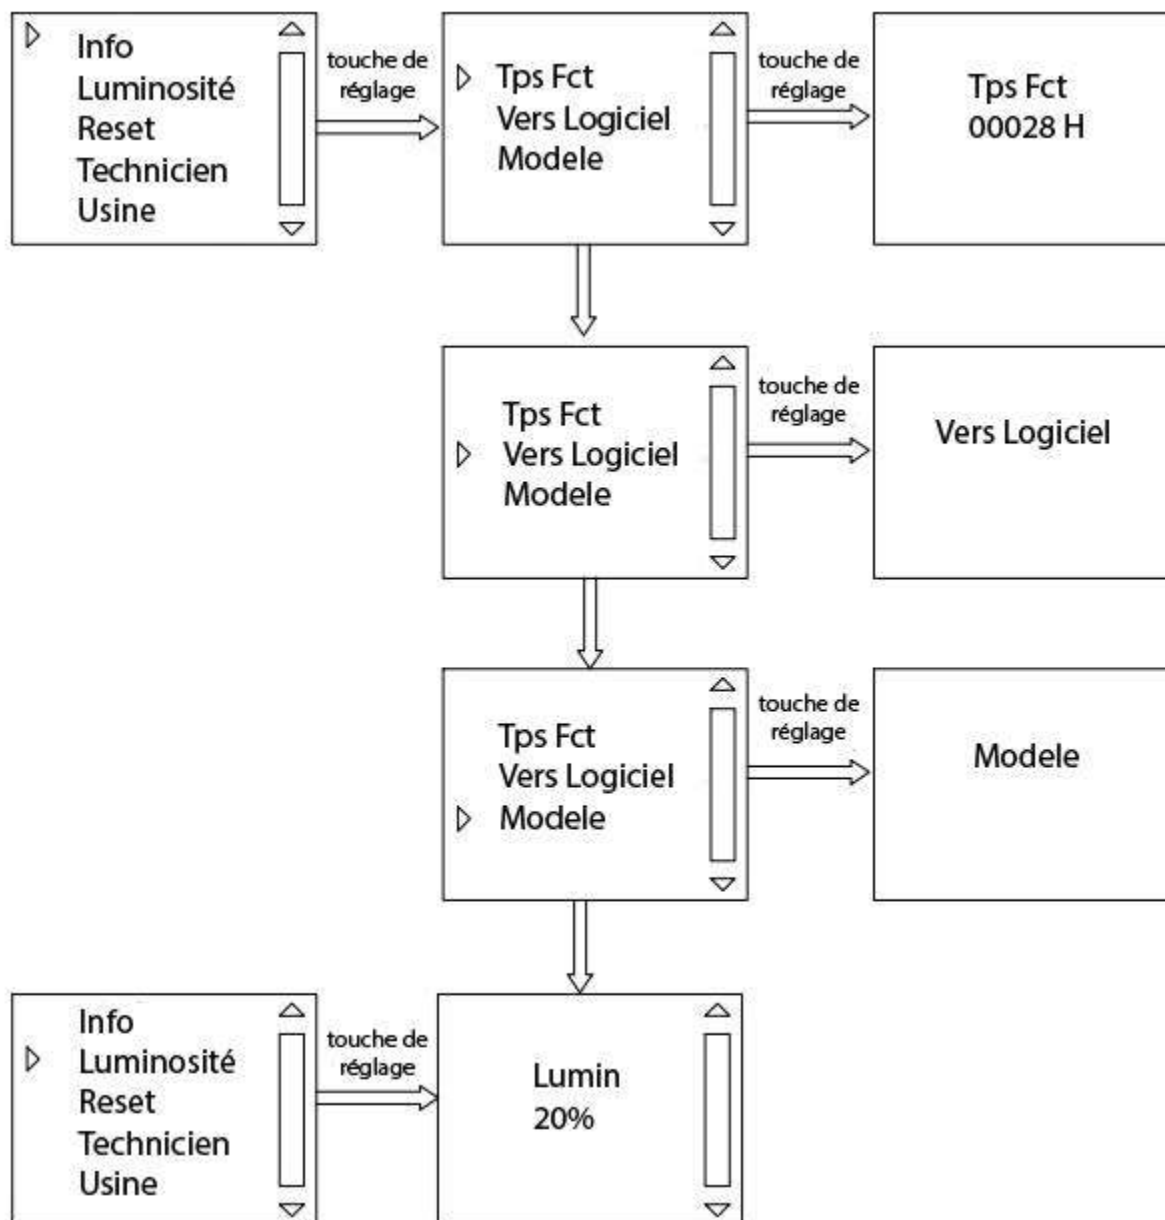 Info
Luminosité
Reset
Technicien
Usine
touche de
réglage
Tps Fct
Vers Logiciel
Modele
touche de
réglage
Tps Fct
00028 H
Tps Fct
Vers Logiciel
Modele
touche de
réglage
Vers Logiciel
Tps Fct
Vers Logiciel
Modele
touche de
réglage
Modele
Info
Luminosité
Reset
Technicien
Usine
touche de
réglage
Lumin
20%